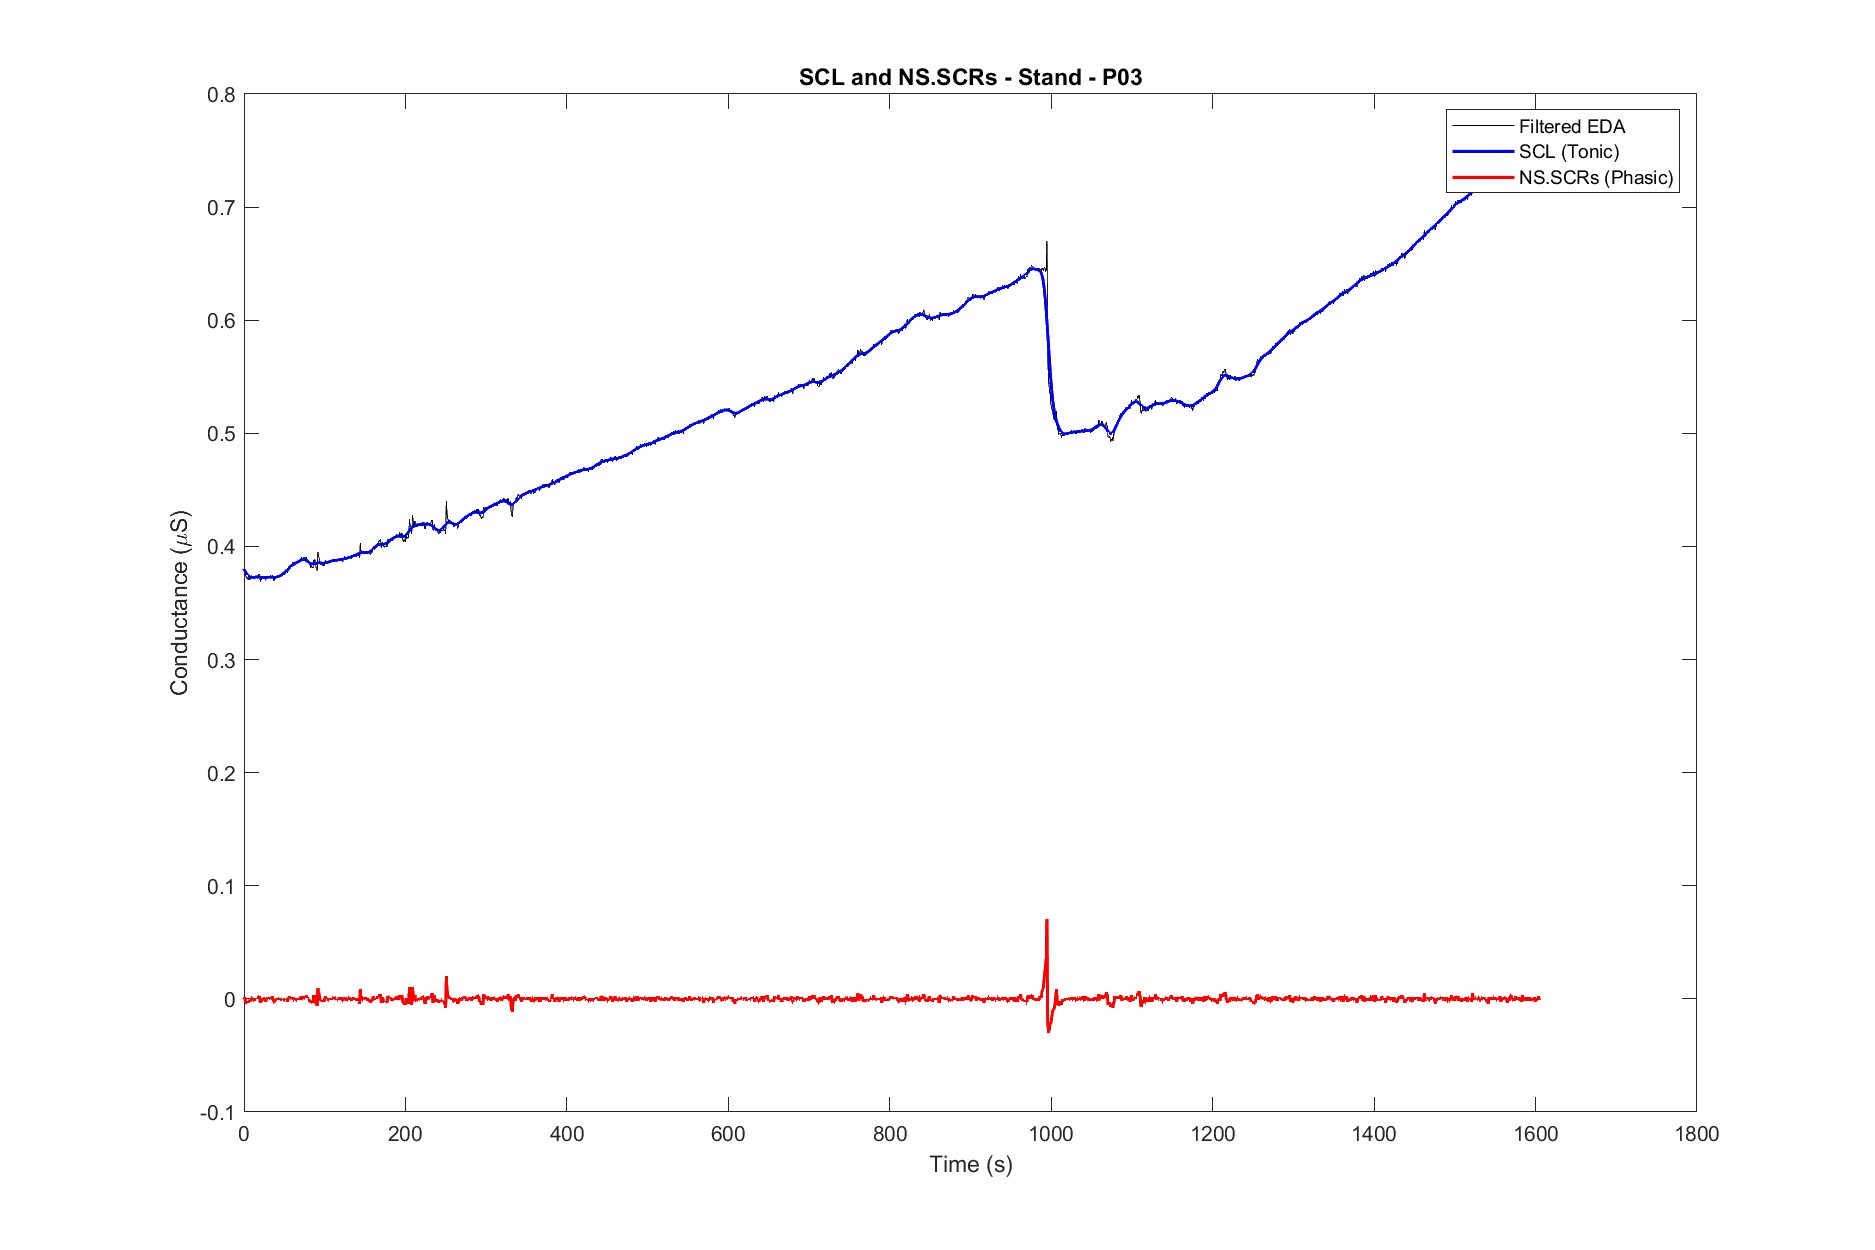 SCL and NS.SCRs - Stand - P03
Filtered EDA
SCL (Tonic)
NS.SCRs (Phasic)
Conductance (μS)
0.8
0.7
0.6
0.5
0.4
0.3
0.2
0.1
0
-0.1
0 200 400 600 800 1000 1200 1400 1600 1800
Time (s)